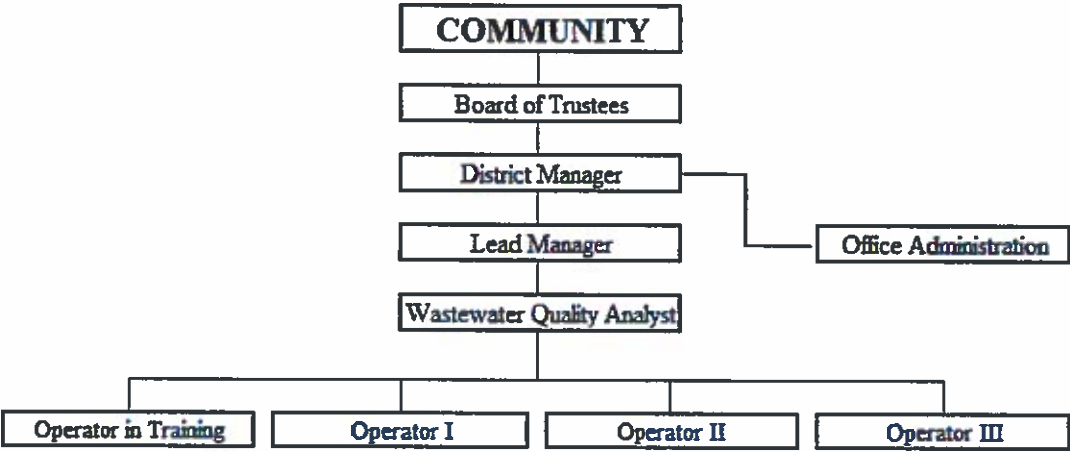 COMMUNITY
Board of Trustees
District Manager
Lead Manager
Office Administration
Wastewater Quality Analyst
Operator in Training
Operator I
Operator II
Operator III